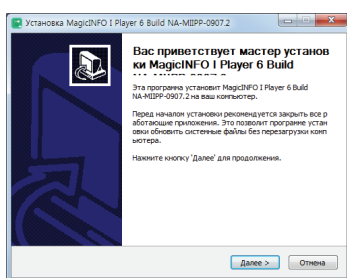 Установка MagicINFO I Player 6 Build NA-MIIPP-0907.2
Вас приветствует мастер установ
ки MagicINFO I Player 6 Build
Эта програма установит MagicINFO I Player 6 Build
NA-MIIPP-0907.2 на ваш компьютер.
Перед началом установки рекомендуется закрыть все р
аботающие приложения. Это позволит программе устан
овки обновить системные файлы без перезагрузки комп
ьютера.
Нажмите кнопку 'Далее' для продолжения.
Далее >
Отмена